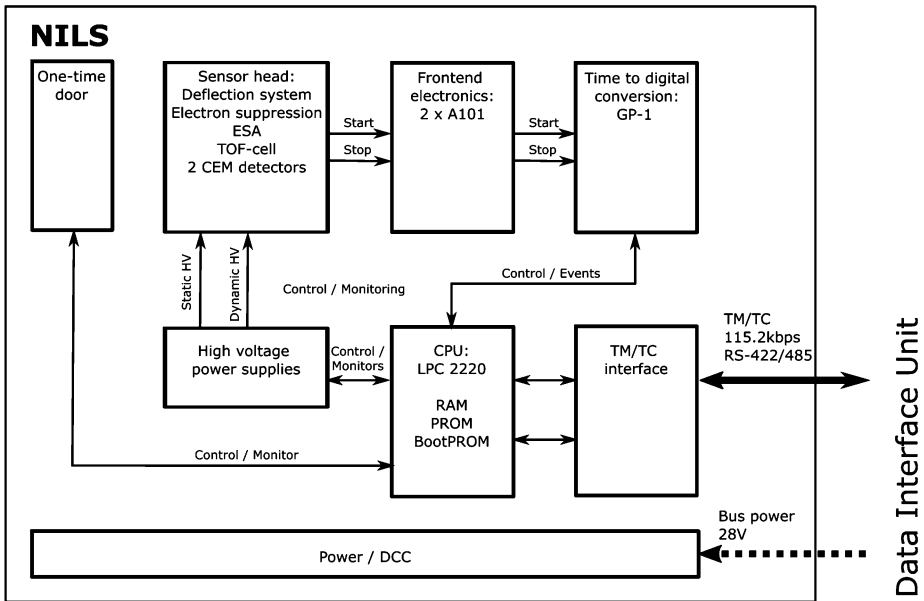 NILS
One-time
door
Sensor head:
Deflection system
Electron suppression
ESA
TOF-cell
2 CEM detectors
Start
Stop
Frontend
electronics:
2 x A101
Start
Stop
Time to digital
conversion:
GP-1
Static HV
Dynamic HV
Control / Monitoring
Control / Events
High voltage
power supplies
Control /
Monitors
CPU:
LPC 2220
RAM
PROM
BootPROM
TM/TC
interface
TM/TC
115.2kbps
RS-422/485
Control / Monitor
Power / DCC
Bus power
28V
Data Interface Unit